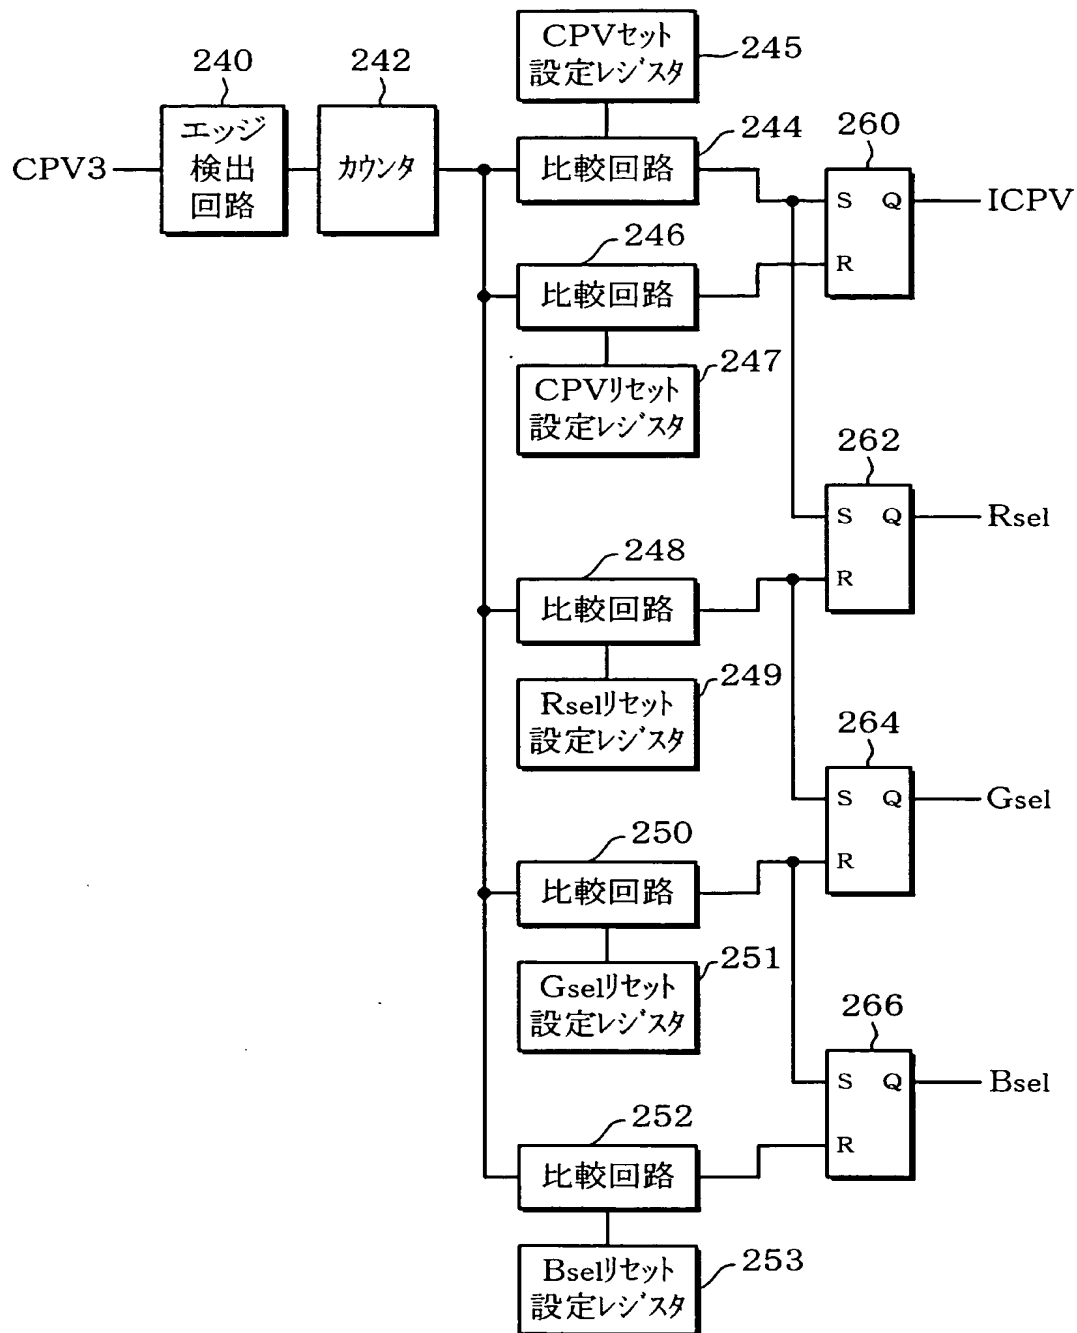 CPVセット
設定レジスタ
245
240
242
エッジ
検出
回路
CPV3
カウンタ
244
比較回路
260
S
Q
R
ICPV
246
比較回路
CPVリセット
設定レジスタ
247
262
S
Q
R
Rsel
248
比較回路
Rselリセット
設定レジスタ
249
264
S
Q
R
Gsel
250
比較回路
Gselリセット
設定レジスタ
251
266
S
Q
R
Bsel
252
比較回路
Bselリセット
設定レジスタ
253